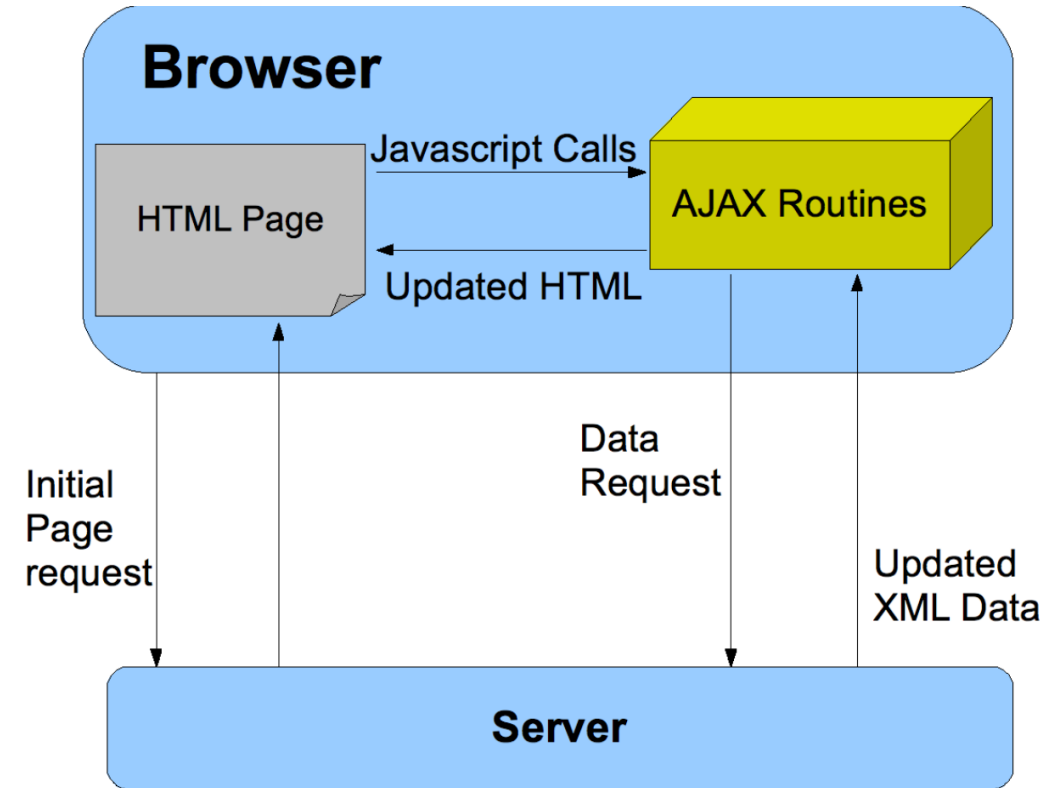 Browser
Javascript Calls
HTML Page
AJAX Routines
Updated HTML
Initial
Page
request
Data
Request
Updated
XML Data
Server